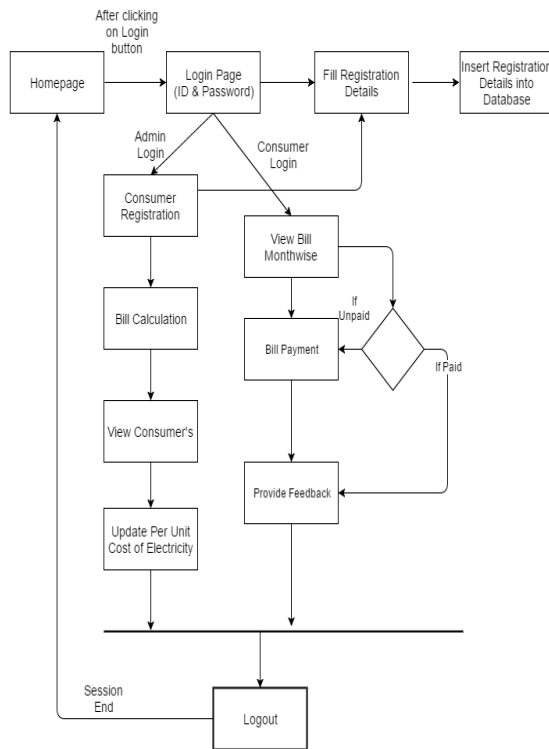 After clicking
on Login
button
Homepage
Login Page
(ID & Password)
Fill Registration
Details
Insert Registration
Details into
Database
Admin
Login
Consumer
Login
Consumer
Registration
View Bill
Monthwise
Bill Calculation
If
Unpaid
Bill Payment
If Paid
View Consumer's
Provide Feedback
Update Per Unit
Cost of Electricity
Session
End
Logout